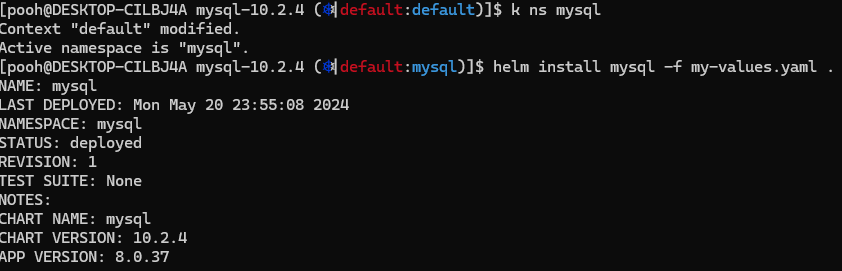 [pooh@DESKTOP-CILBJ4A mysql-10.2.4 (⎈|default:default)]$ k ns mysql
Context "default" modified.
Active namespace is "mysql".
[pooh@DESKTOP-CILBJ4A mysql-10.2.4 (⎈|default:mysql)]$ helm install mysql -f my-values.yaml .
NAME: mysql
LAST DEPLOYED: Mon May 20 23:55:08 2024
NAMESPACE: mysql
STATUS: deployed
REVISION: 1
TEST SUITE: None
NOTES:
CHART NAME: mysql
CHART VERSION: 10.2.4
APP VERSION: 8.0.37